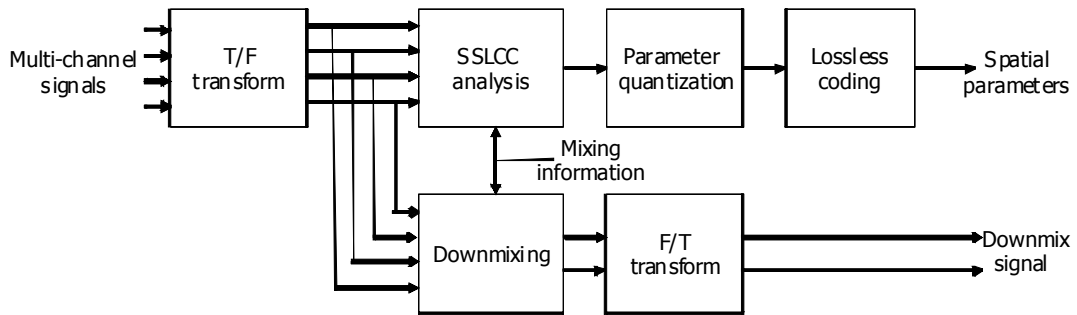 Multi-channel
signals
T/F
transform
SSLCC
analysis
Parameter
quantization
Lossless
coding
Spatial
parameters
Mixing
information
Downmixing
F/T
transform
Downmix
signal